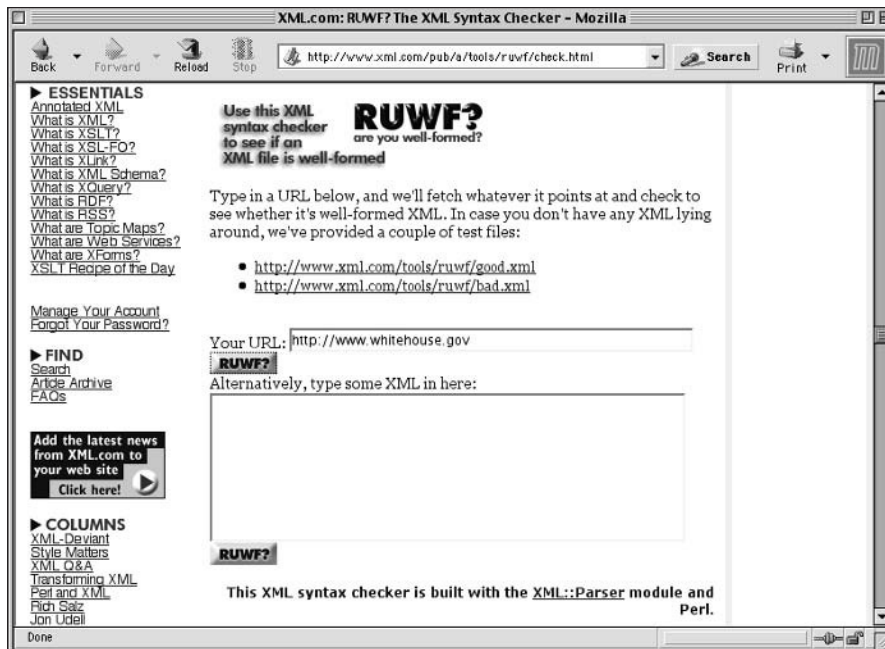 XML.com: RUWF? The XML Syntax Checker - Mozilla
Back
Forward
Reload
Stop
http://www.xml.com/pub/a/tools/ruwf/check.html
Search
Print
▶ ESSENTIALS
Annotated XML
What is XML?
What is XSLT?
What is XSL-FO?
What is XLink?
What is XML Schema?
What is XQuery?
What is RDF?
What is RSS?
What are Topic Maps?
What are Web Services?
What are XForms?
XSLT Recipe of the Day
Manage Your Account
Forgot Your Password?
▶ FIND
Search
Article Archive
FAQs
Add the latest news
from XML.com to
your web site
Click here!
▶ COLUMNS
XML-Deviant
Style Matters
XML Q&A
Transforming XML
Perl and XML
Rich Salz
Jon Udell
Use this XML
syntax checker
to see if an
XML file is well-formed
RUWF?
are you well-formed?
Type in a URL below, and we'll fetch whatever it points at and check to
see whether it's well-formed XML. In case you don't have any XML lying
around, we've provided a couple of test files:
• http://www.xml.com/tools/ruwf/good.xml
• http://www.xml.com/tools/ruwf/bad.xml
Your URL: http://www.whitehouse.gov
RUWF?
Alternatively, type some XML in here:
RUWF?
This XML syntax checker is built with the XML::Parser module and
Perl.
Done